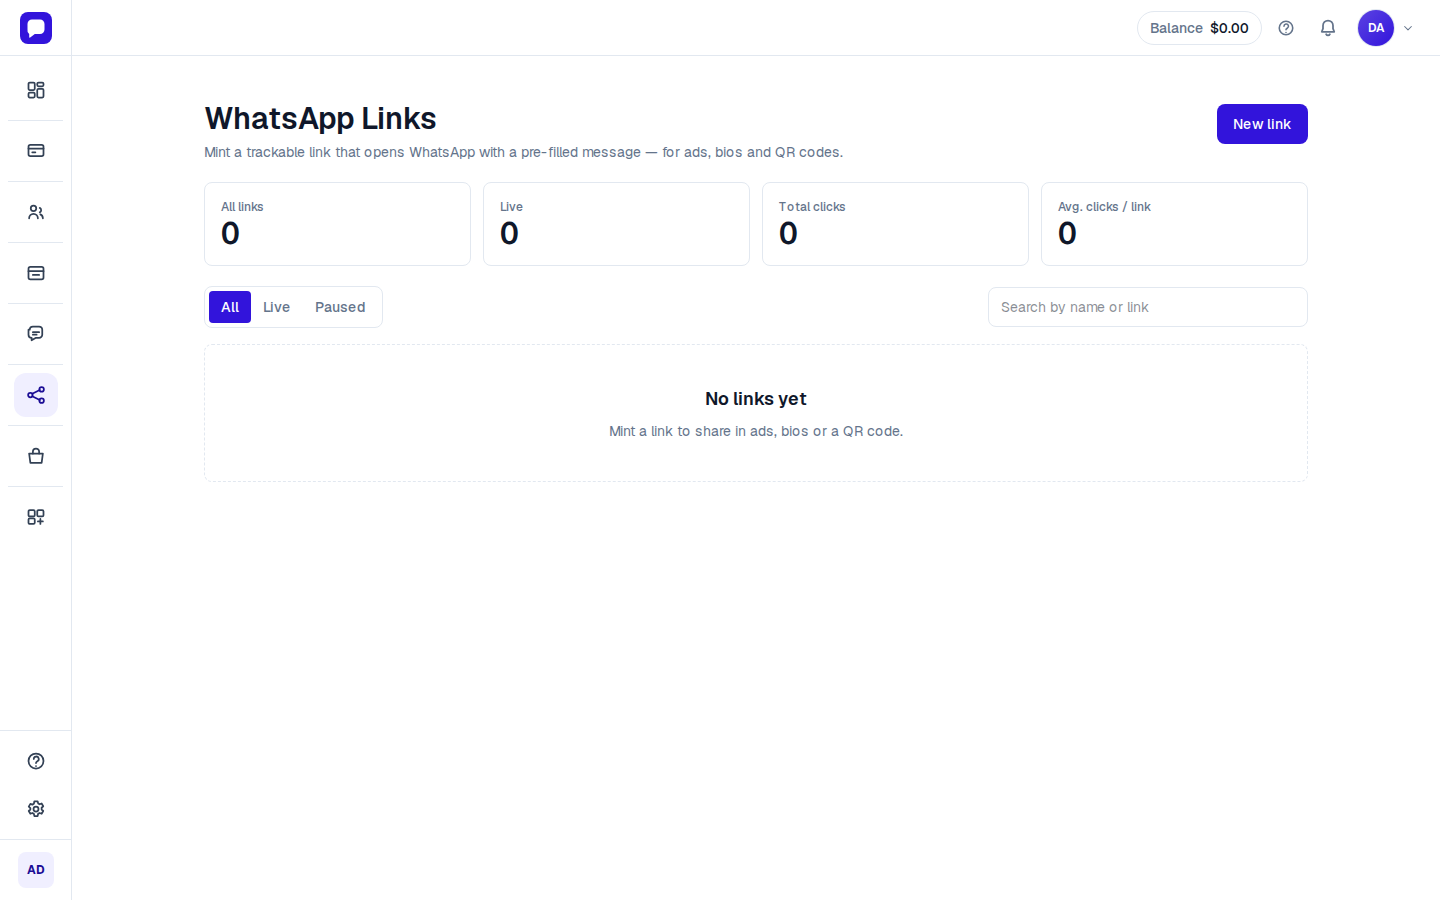 Balance $0.00
DA
WhatsApp Links
New link
Mint a trackable link that opens WhatsApp with a pre-filled message — for ads, bios and QR codes.
All links
0
Live
0
Total clicks
0
Avg. clicks / link
0
All
Live
Paused
Search by name or link
No links yet
Mint a link to share in ads, bios or a QR code.
AD